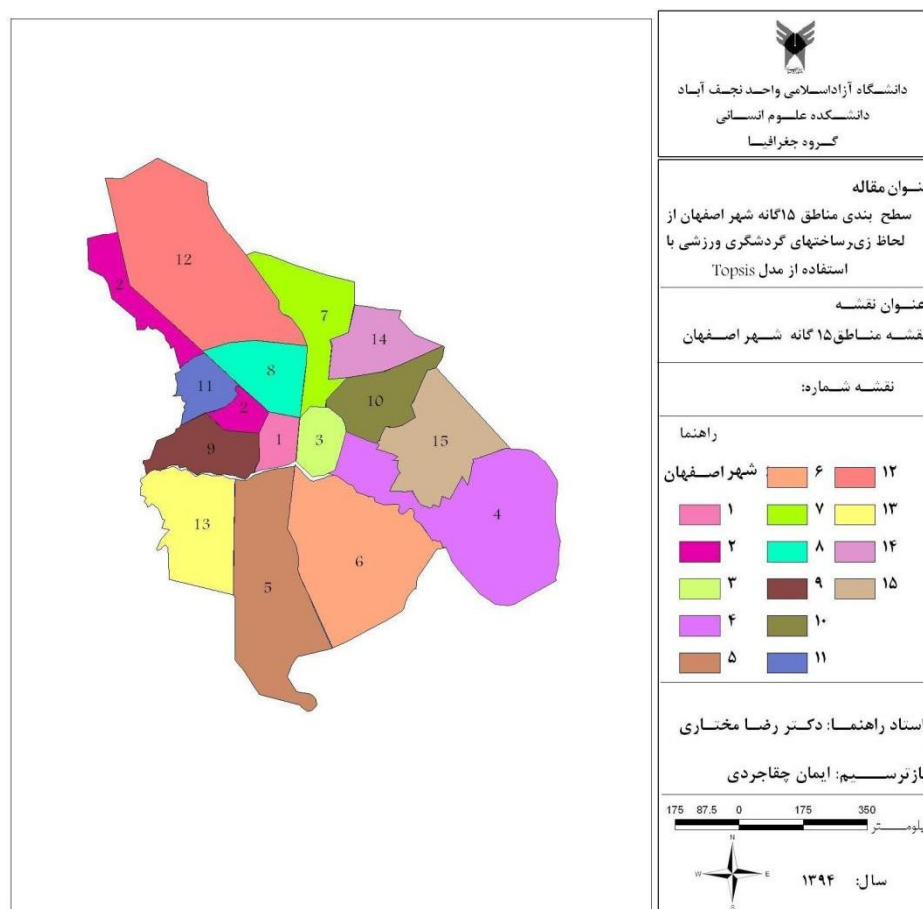 دانشگاه آزاداسلامی واحد نجف آباد
دانشکده علوم انسانی
گروه جغرافیا
نوان مقاله
سطح بندی مناطق ۱۵گانه شهر اصفهان از
لحاظ زیرساختهای گردشگری ورزشی با
استفاده از مدل Topsis
عنوان نقشه
نقشه مناطق۱۵ گانه شهر اصفهان
نقشه شماره:
راهنما
شهر اصفهان
۱
۲
۳
۴
۵
۶
۷
۸
۹
۱۰
۱۱
۱۲
۱۳
۱۴
۱۵
استاد راهنما: دکتر رضا مختاری
بازترسیم: ایمان چقاجردی
175 87.5 0 175 350
یلومتر
N
W E
S
سال: ۱۳۹۴
12
2
7
14
8
11
10
2
1
3
15
9
4
13
6
5